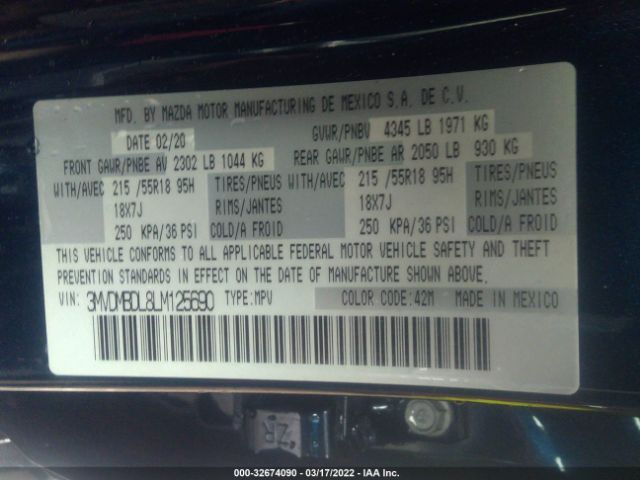 MFD. BY MAZDA MOTOR MANUFACTURING DE MEXICO S.A. DE C.V.
DATE 02/20 GVWR/PNBV 4345 LB 1971 KG
FRONT GAWR/PNBE AV 2302 LB 1044 KG REAR GAWR/PNBE AR 2050 LB 930 KG
WITH/AVEC 215 /55R18 95H TIRES/PNEUS WITH/AVEC 215 /55R18 95H TIRES/PNEUS
18X7J RIMS/JANTES 18X7J RIMS/JANTES
250 KPA/36 PSI COLD/A FROID 250 KPA/36 PSI COLD/A FROID
THIS VEHICLE CONFORMS TO ALL APPLICABLE FEDERAL MOTOR VEHICLE SAFETY AND THEFT
PREVENTION STANDARDS IN EFFECT ON THE DATE OF MANUFACTURE SHOWN ABOVE.
VIN: 3MVDMBDL8LM125690 TYPE:MPV COLOR CODE:42M MADE IN MEXICO
ZR
000-32674090 - 03/17/2022 - IAA Inc.